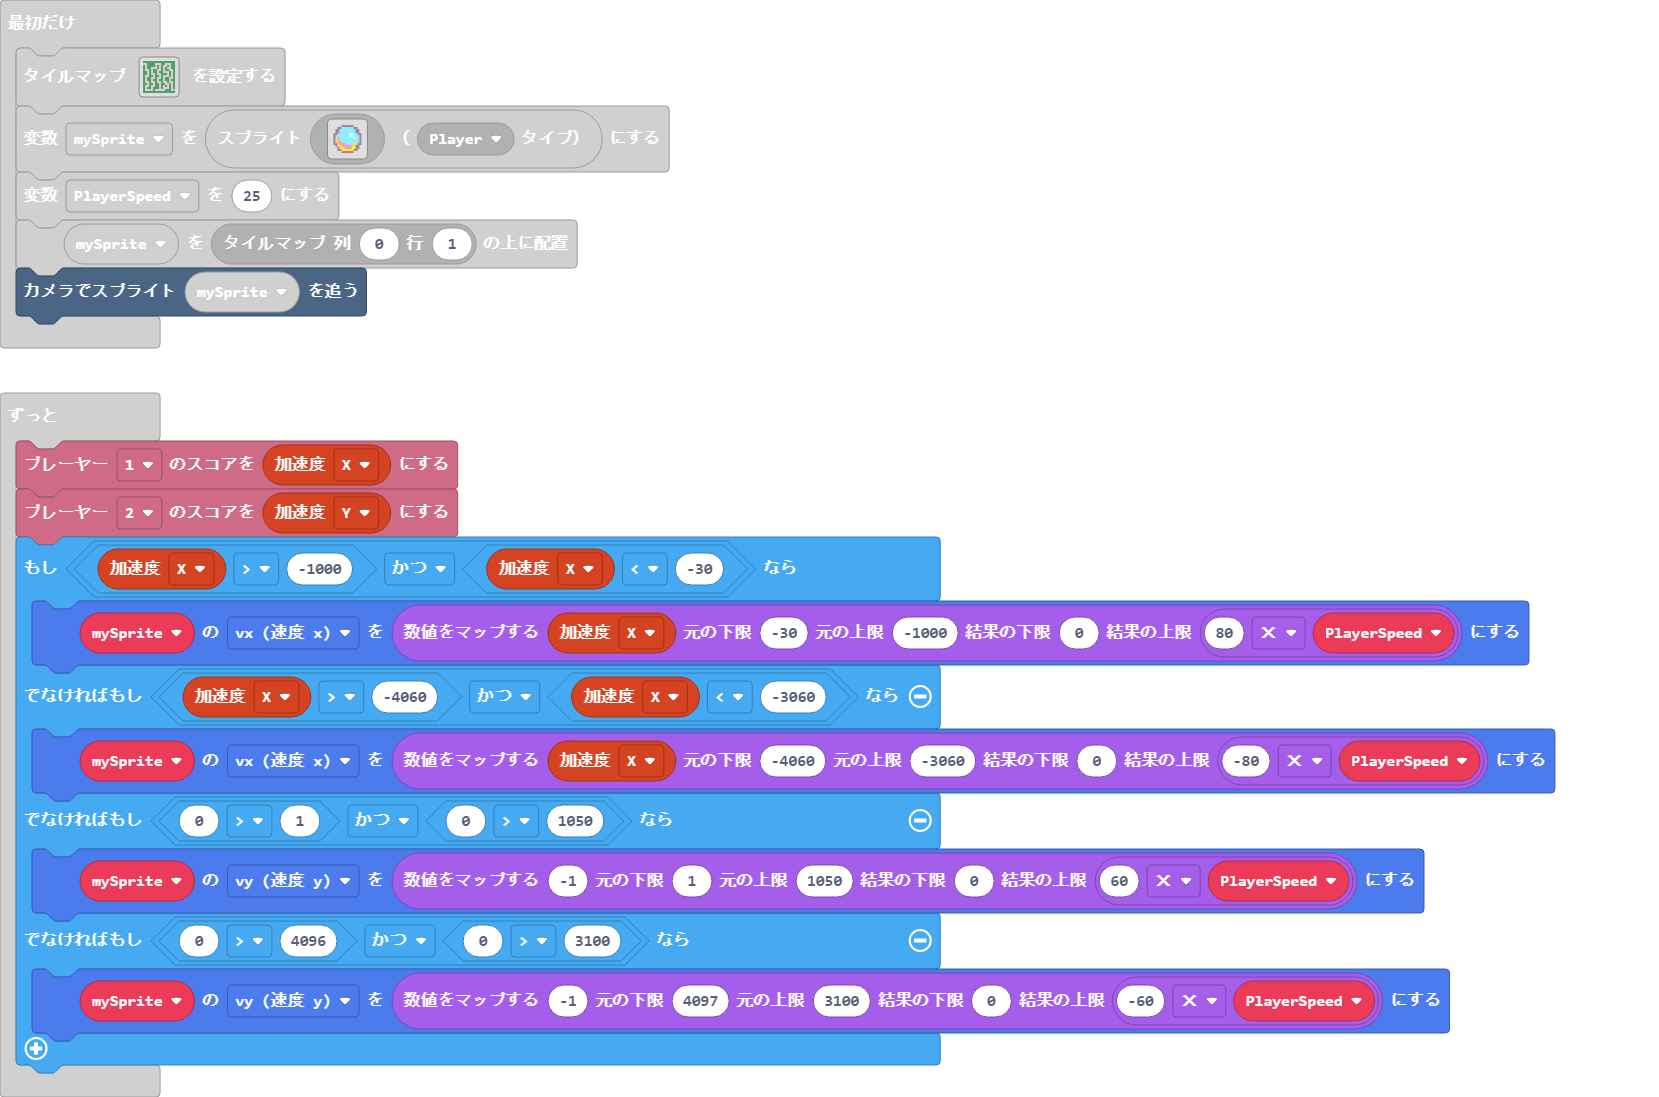 最初だけ
タイルマップ を設定する
変数 mySprite を スプライト ( Player タイプ) にする
変数 PlayerSpeed を 25 にする
mySprite を タイルマップ 列 0 行 1 の上に配置
カメラでスプライト mySprite を追う
ずっと
プレーヤー 1 のスコアを 加速度 X にする
プレーヤー 2 のスコアを 加速度 Y にする
もし 加速度 X > -1000 かつ 加速度 X < -30 なら
mySprite の vx (速度 x) を 数値をマップする 加速度 X 元の下限 -30 元の上限 -1000 結果の下限 0 結果の上限 80 × PlayerSpeed にする
でなければもし 加速度 X > -4060 かつ 加速度 X < -3060 なら
mySprite の vx (速度 x) を 数値をマップする 加速度 X 元の下限 -4060 元の上限 -3060 結果の下限 0 結果の上限 -80 × PlayerSpeed にする
でなければもし 0 > 1 かつ 0 > 1050 なら
mySprite の vy (速度 y) を 数値をマップする -1 元の下限 1 元の上限 1050 結果の下限 0 結果の上限 60 × PlayerSpeed にする
でなければもし 0 > 4096 かつ 0 > 3100 なら
mySprite の vy (速度 y) を 数値をマップする -1 元の下限 4097 元の上限 3100 結果の下限 0 結果の上限 -60 × PlayerSpeed にする